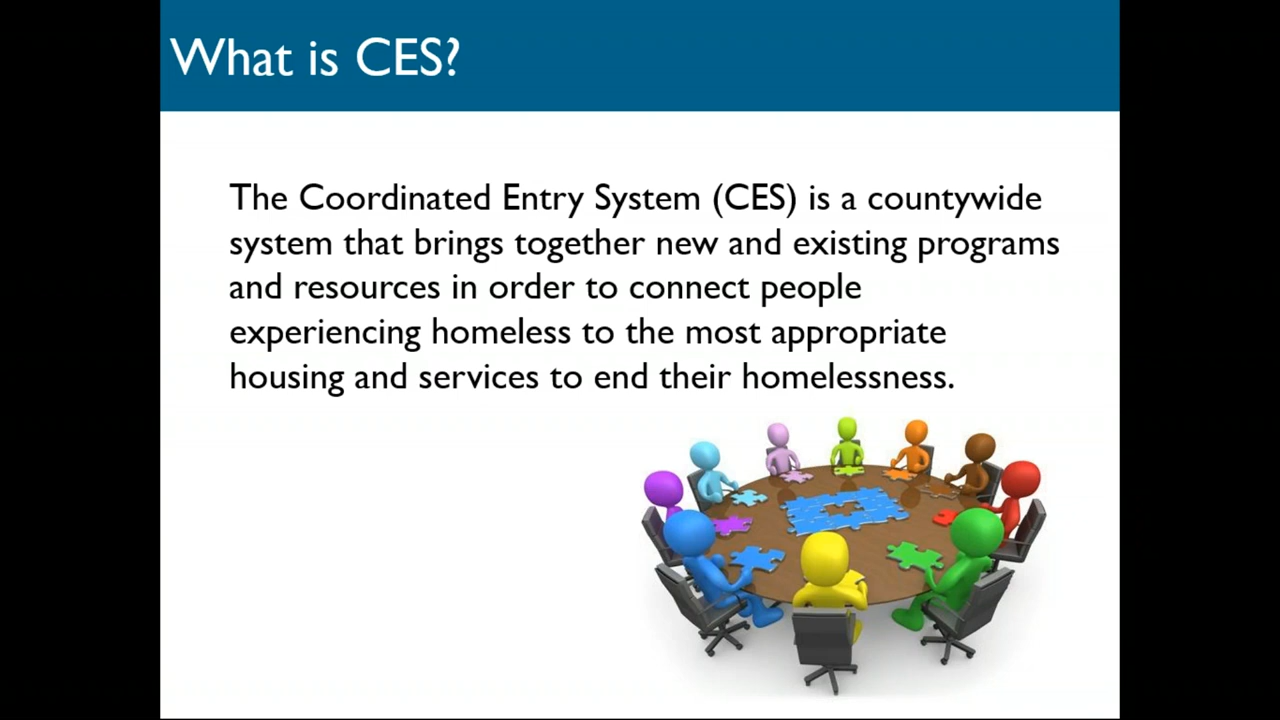 What is CES?
The Coordinated Entry System (CES) is a countywide
system that brings together new and existing programs
and resources in order to connect people
experiencing homeless to the most appropriate
housing and services to end their homelessness.